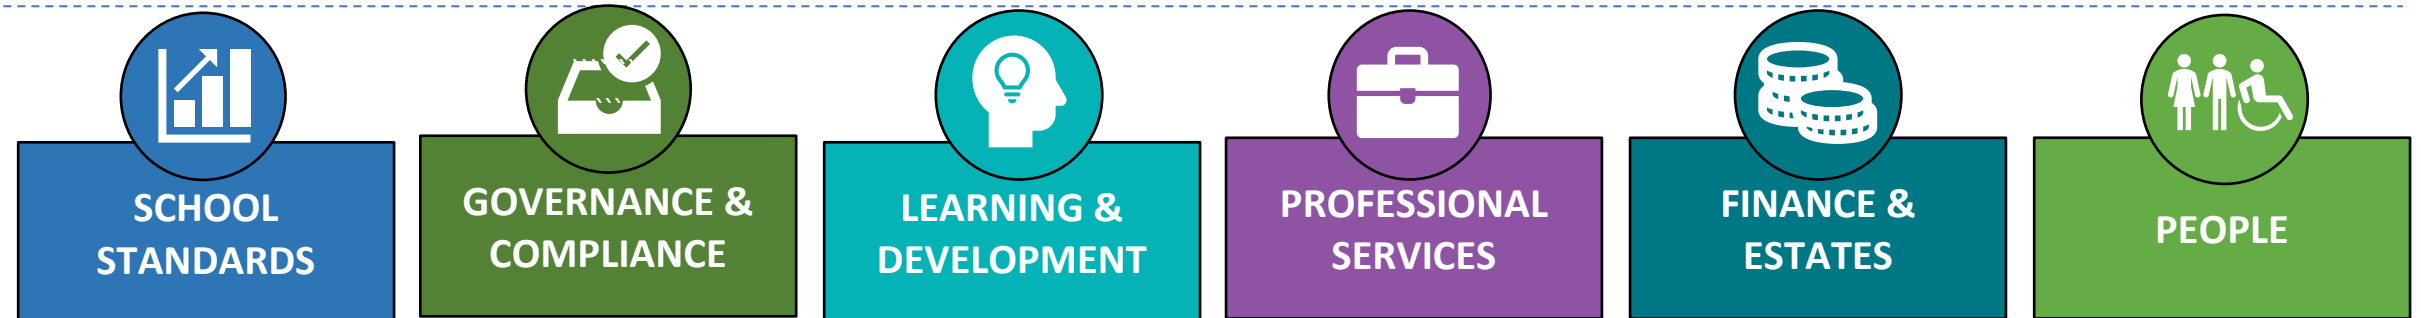 SCHOOL
STANDARDS
GOVERNANCE &
COMPLIANCE
LEARNING &
DEVELOPMENT
PROFESSIONAL
SERVICES
FINANCE &
ESTATES
PEOPLE